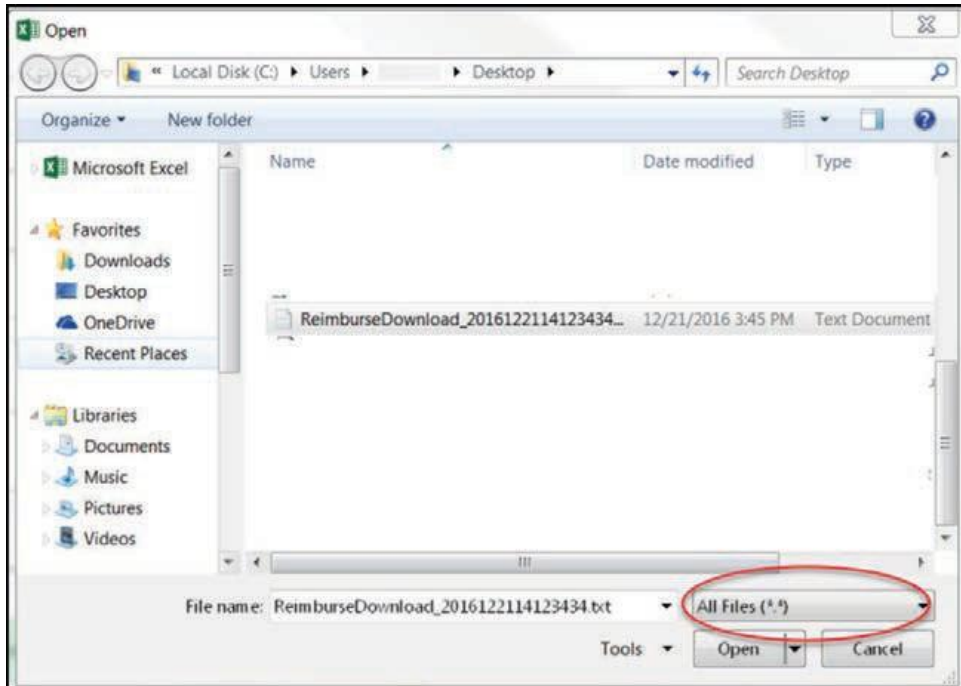 Open
« Local Disk (C:) ▸ Users ▸ ▸ Desktop ▸ Search Desktop
Organize ▾ New folder
Microsoft Excel
Name Date modified Type
Favorites
Downloads
Desktop
OneDrive
ReimburseDownload_2016122114123434... 12/21/2016 3:45 PM Text Document
Recent Places
Libraries
Documents
Music
Pictures
Videos
File name: ReimburseDownload_2016122114123434.txt All Files (*.*)
Tools Open Cancel